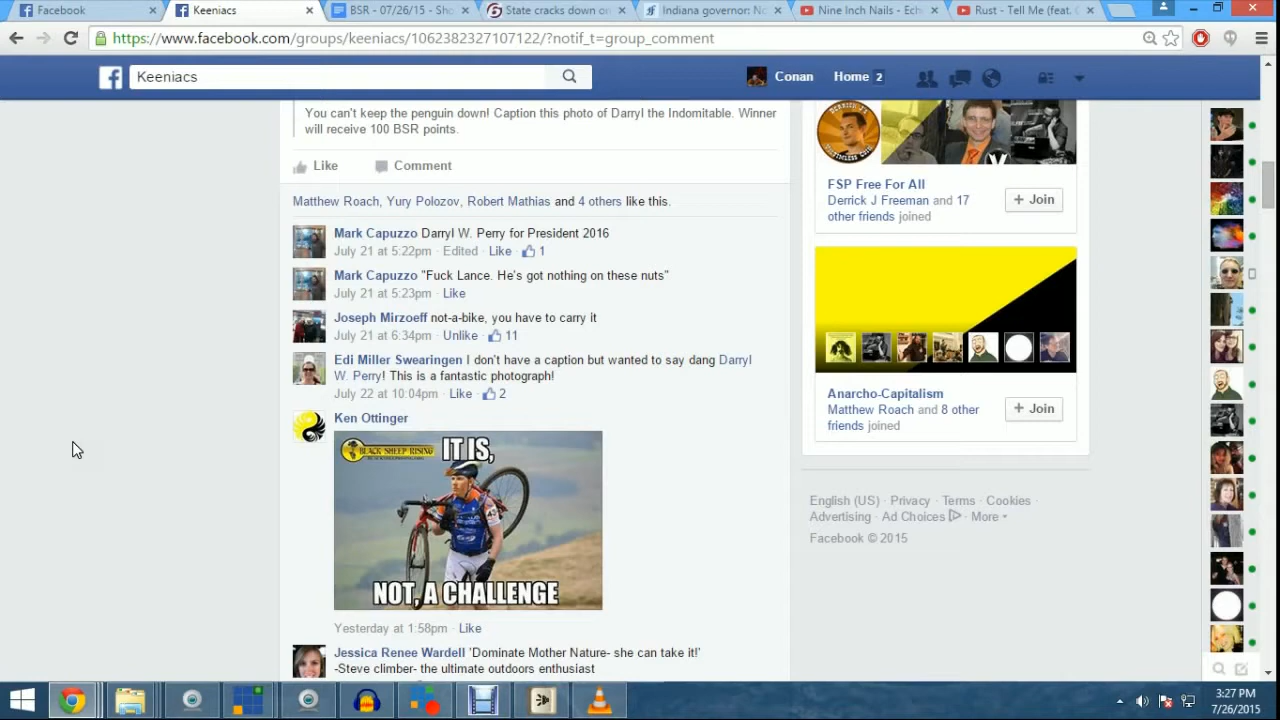 Facebook
Keeniacs
BSR - 07/26/15 - Sho
State cracks down on
Indiana governor: No
Nine Inch Nails - Ech
Rust - Tell Me (feat. C
https://www.facebook.com/groups/keeniacs/1062382327107122/?notif_t=group_comment
Keeniacs
Conan
Home 2
You can't keep the penguin down! Caption this photo of Darryl the Indomitable. Winner
will receive 100 BSR points.
Like Comment
Matthew Roach, Yury Polozov, Robert Mathias and 4 others like this.
Mark Capuzzo Darryl W. Perry for President 2016
July 21 at 5:22pm · Edited · Like · 1
Mark Capuzzo "Fuck Lance. He's got nothing on these nuts"
July 21 at 5:23pm · Like
Joseph Mirzoeff not-a-bike, you have to carry it
July 21 at 6:34pm · Unlike · 11
Edi Miller Swearingen I don't have a caption but wanted to say dang Darryl
W. Perry! This is a fantastic photograph!
July 22 at 10:04pm · Like · 2
Ken Ottinger
BLACK SHEEP RISING
IT IS,
NOT, A CHALLENGE
Yesterday at 1:58pm · Like
Jessica Renee Wardell 'Dominate Mother Nature- she can take it!'
-Steve climber- the ultimate outdoors enthusiast
FSP Free For All
Derrick J Freeman and 17
other friends joined
+ Join
Anarcho-Capitalism
Matthew Roach and 8 other
friends joined
+ Join
English (US) · Privacy · Terms · Cookies ·
Advertising · Ad Choices · More
Facebook © 2015
3:27 PM
7/26/2015